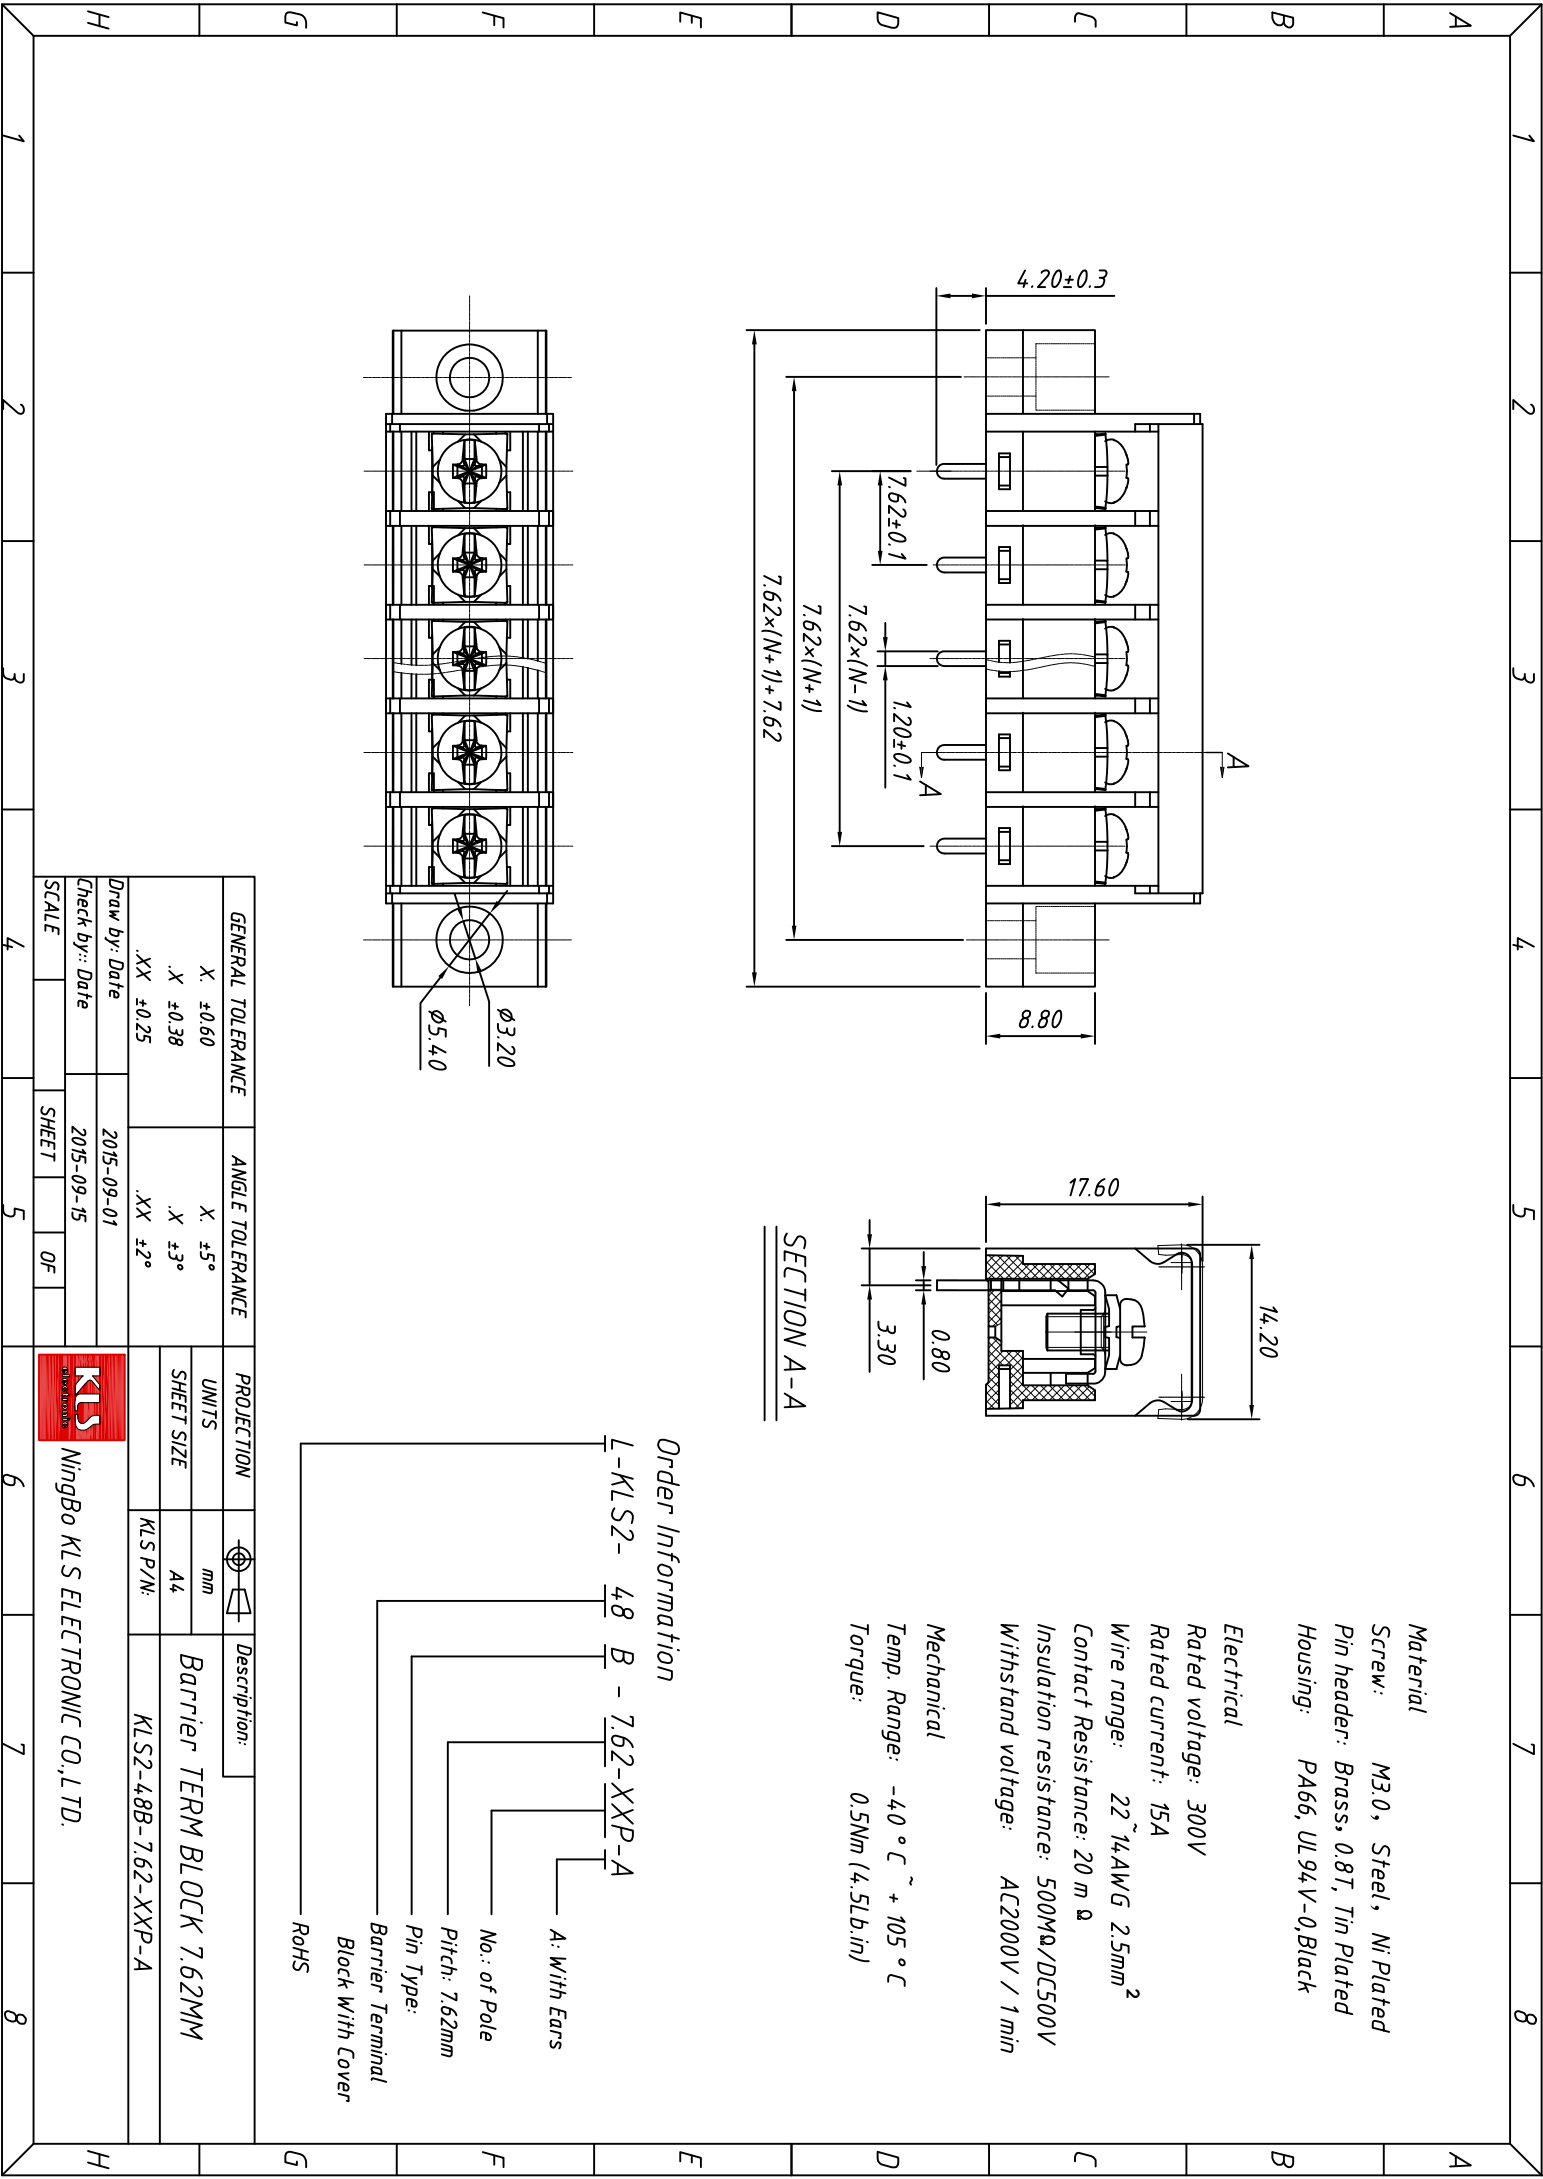 1 2 3 4 5 6 7 8
A
B
C
D
E
F
G
H
A
B
C
D
E
F
G
H
1 2 3 4 5 6 7 8
4.20±0.3
8.80
7.62±0.1
1.20±0.1
7.62×(N-1)
7.62×(N+1)
7.62×(N+1)+7.62
A
A
17.60
14.20
0.80
3.30
SECTION A-A
Ø3.20
Ø5.40
Material
Screw: M3.0, Steel, Ni Plated
Pin header: Brass, 0.8T, Tin Plated
Housing: PA66, UL94V-0,Black
Electrical
Rated voltage: 300V
Rated current: 15A
Wire range: 22~14AWG 2.5mm²
Contact Resistance: 20 m Ω
Insulation resistance: 500MΩ/DC500V
Withstand voltage: AC2000V / 1 min
Mechanical
Temp. Range: -40 °C ~ + 105 °C
Torque: 0.5Nm (4.5Lb.in)
Order Information
L-KLS2- 48 B - 7.62-XXP-A
A: With Ears
No.: of Pole
Pitch: 7.62mm
Pin Type:
Barrier Terminal
Block With Cover
RoHS
GENERAL TOLERANCE ANGLE TOLERANCE PROJECTION Description:
X. ±0.60 X. ±5° UNITS mm
.X ±0.38 .X ±3° SHEET SIZE A4
.XX ±0.25 .XX ±2°
Barrier TERM BLOCK 7.62MM
KLS P/N: KLS2-48B-7.62-XXP-A
Draw by: Date 2015-09-01
Check by:: Date 2015-09-15
SCALE SHEET OF
KLS
electronic
NingBo KLS ELECTRONIC CO.,LTD.